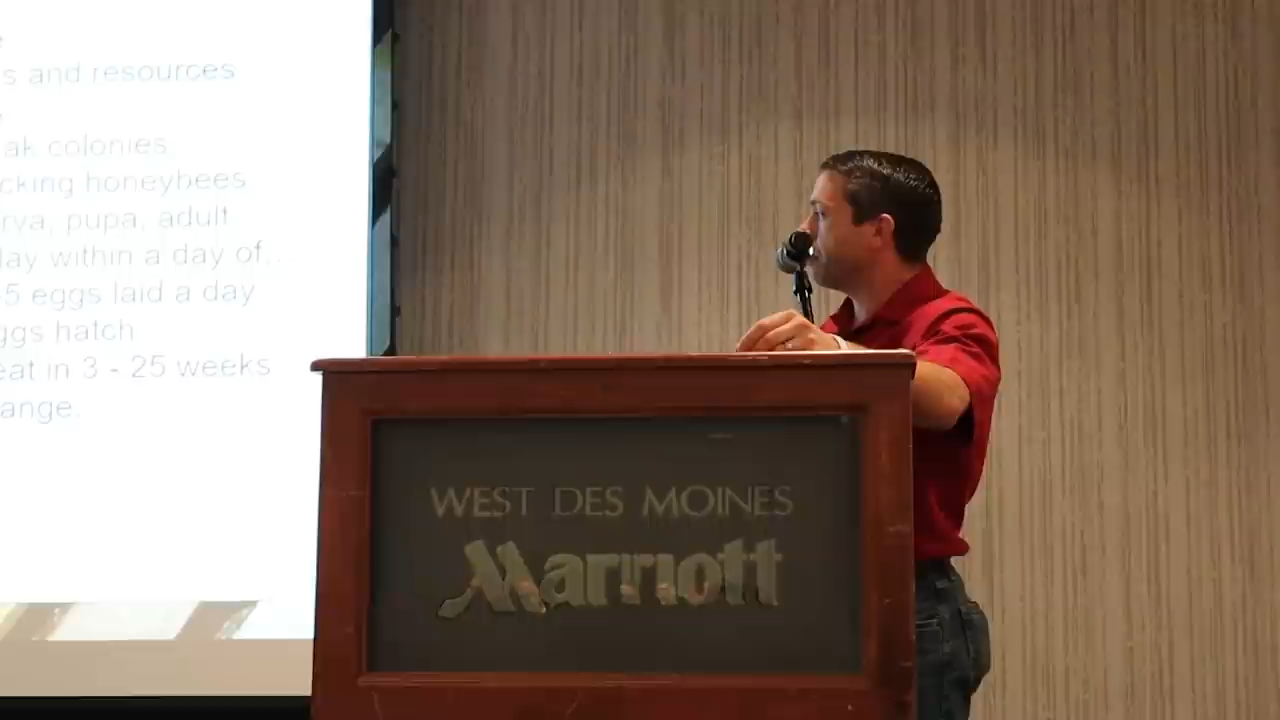 s and resources
ak colonies
cking honeybees
rva, pupa, adult
lay within a day of..
5 eggs laid a day
ggs hatch
eat in 3 - 25 weeks
ange.
WEST DES MOINES
Marriott